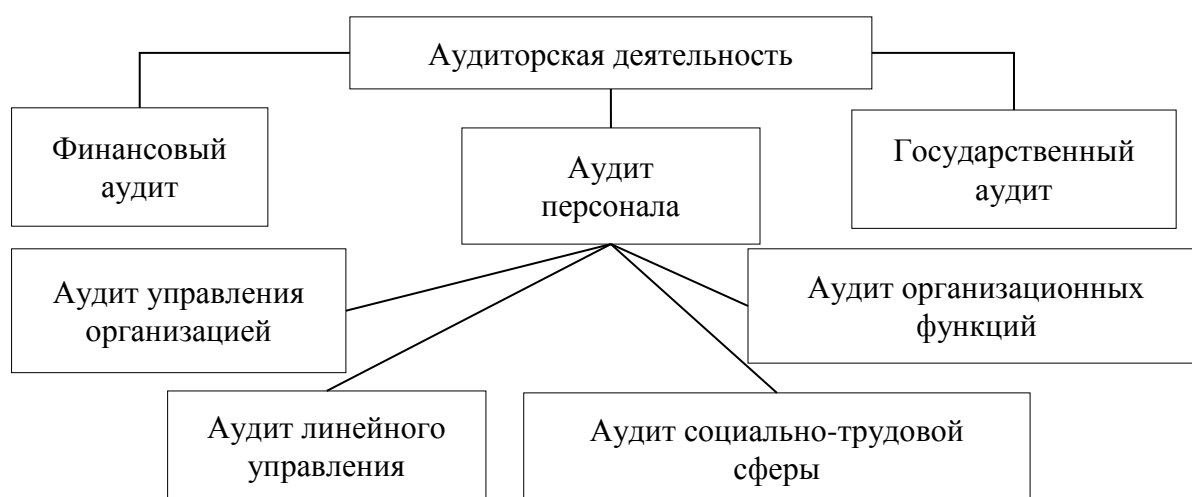 Аудиторская деятельность
Финансовый
аудит
Аудит
персонала
Государственный
аудит
Аудит управления
организацией
Аудит организационных
функций
Аудит линейного
управления
Аудит социально-трудовой
сферы